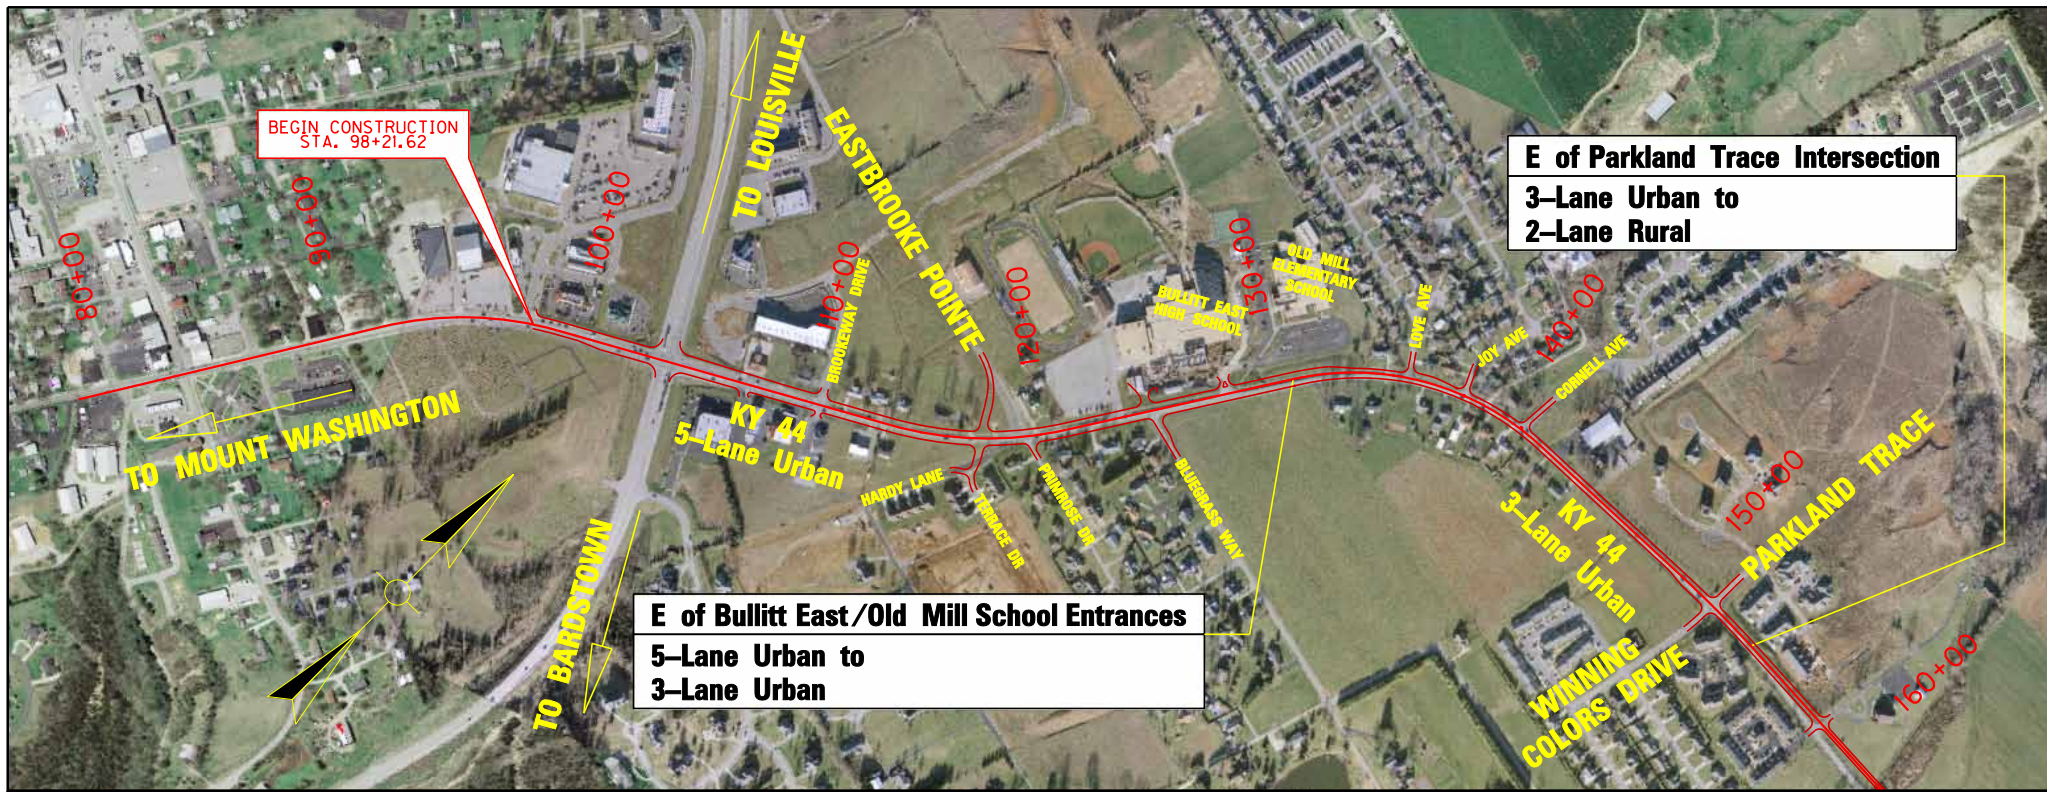 BEGIN CONSTRUCTION
STA. 98+21.62
80+00
90+00
100+00
TO LOUISVILLE
EASTBROOKE POINTE
110+00
BROOKEWAY DRIVE
120+00
BULLITT EAST
HIGH SCHOOL
130+00
OLD MILL
ELEMENTARY
SCHOOL
LOVE AVE
JOY AVE
140+00
CORNELL AVE
E of Parkland Trace Intersection
3–Lane Urban to
2–Lane Rural
TO MOUNT WASHINGTON
KY 44
5–Lane Urban
HARDY LANE
TERRACE DR
PRIMROSE DR
BLUEGRASS WAY
TO BARDSTOWN
E of Bullitt East/Old Mill School Entrances
5–Lane Urban to
3–Lane Urban
KY 44
3–Lane Urban
150+00
PARKLAND TRACE
WINNING
COLORS DRIVE
160+00